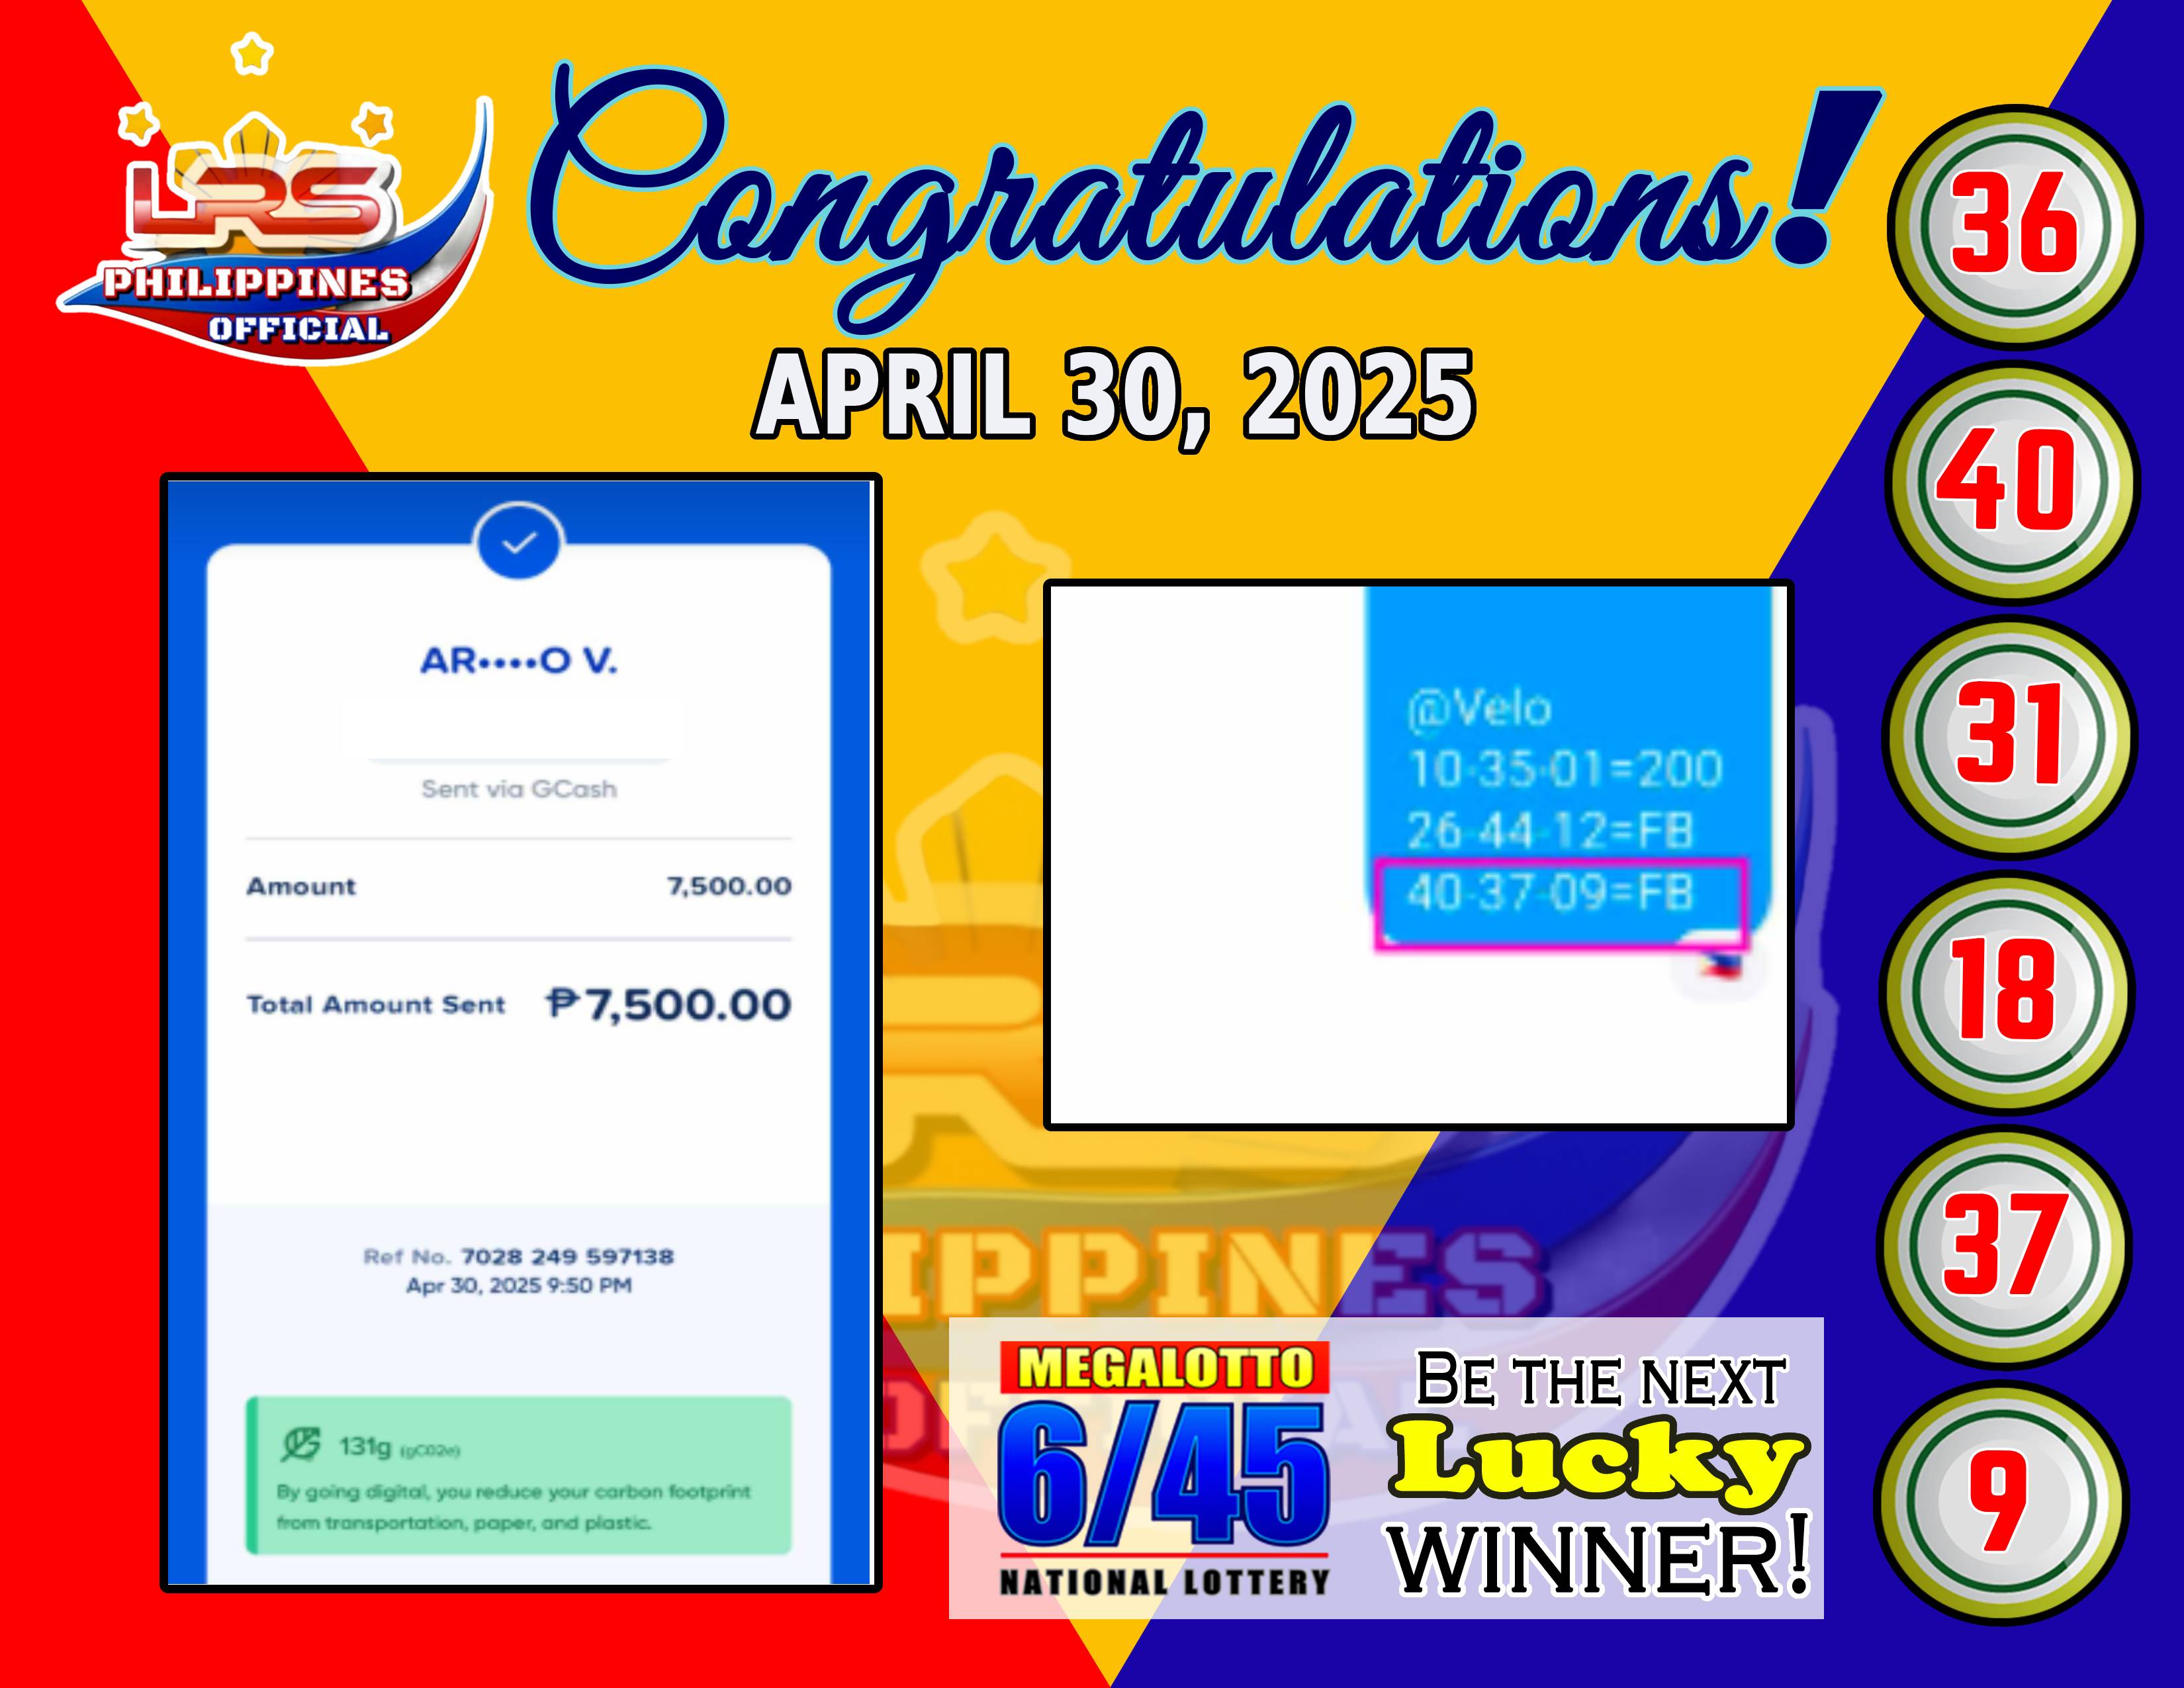 LRS
PHILIPPINES
OFFICIAL
Congratulations!
APRIL 30, 2025
AR••••O V.
Sent via GCash
Amount 7,500.00
Total Amount Sent ₱7,500.00
Ref No. 7028 249 597138
Apr 30, 2025 9:50 PM
131g (gCO2e)
By going digital, you reduce your carbon footprint
from transportation, paper, and plastic.
@Velo
10-35-01=200
26-44-12=FB
40-37-09=FB
IPPINES
MEGALOTTO
6/45
NATIONAL LOTTERY
BE THE NEXT
Lucky
WINNER!
36
40
31
18
37
9